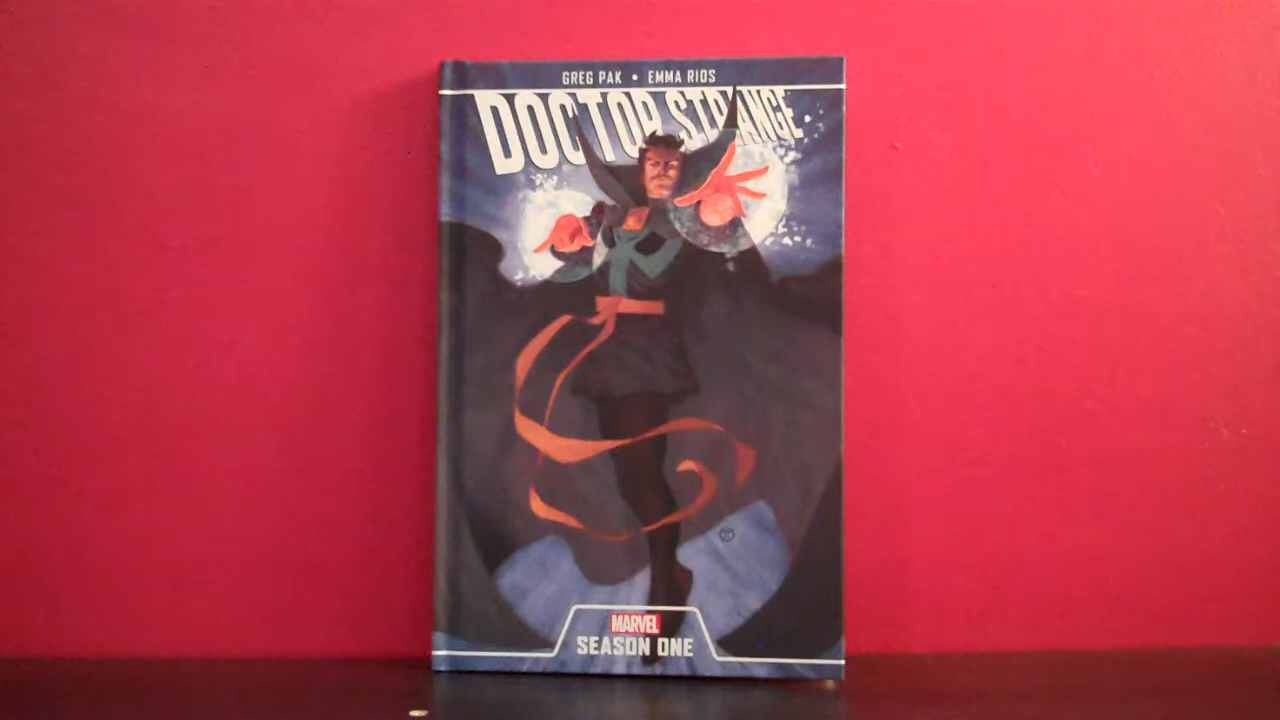 GREG PAK • EMMA RIOS
DOCTOR STRANGE
MARVEL
SEASON ONE